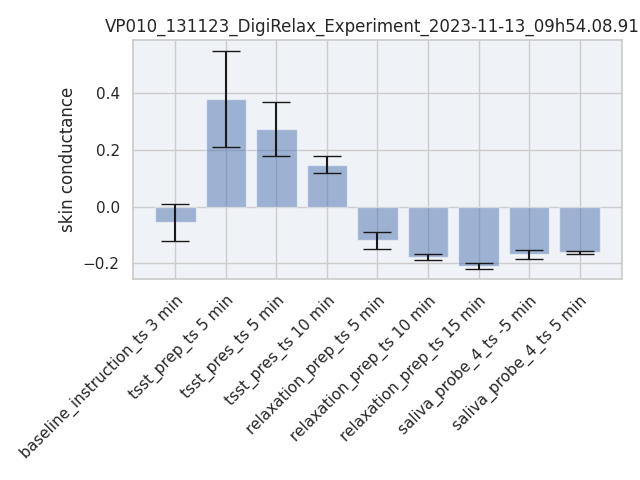 VP010_131123_DigiRelax_Experiment_2023-11-13_09h54.08.91
skin conductance
0.4
0.2
0.0
−0.2
baseline_instruction_ts 3 min
tsst_prep_ts 5 min
tsst_pres_ts 5 min
tsst_pres_ts 10 min
relaxation_prep_ts 5 min
relaxation_prep_ts 10 min
relaxation_prep_ts 15 min
saliva_probe_4_ts -5 min
saliva_probe_4_ts 5 min